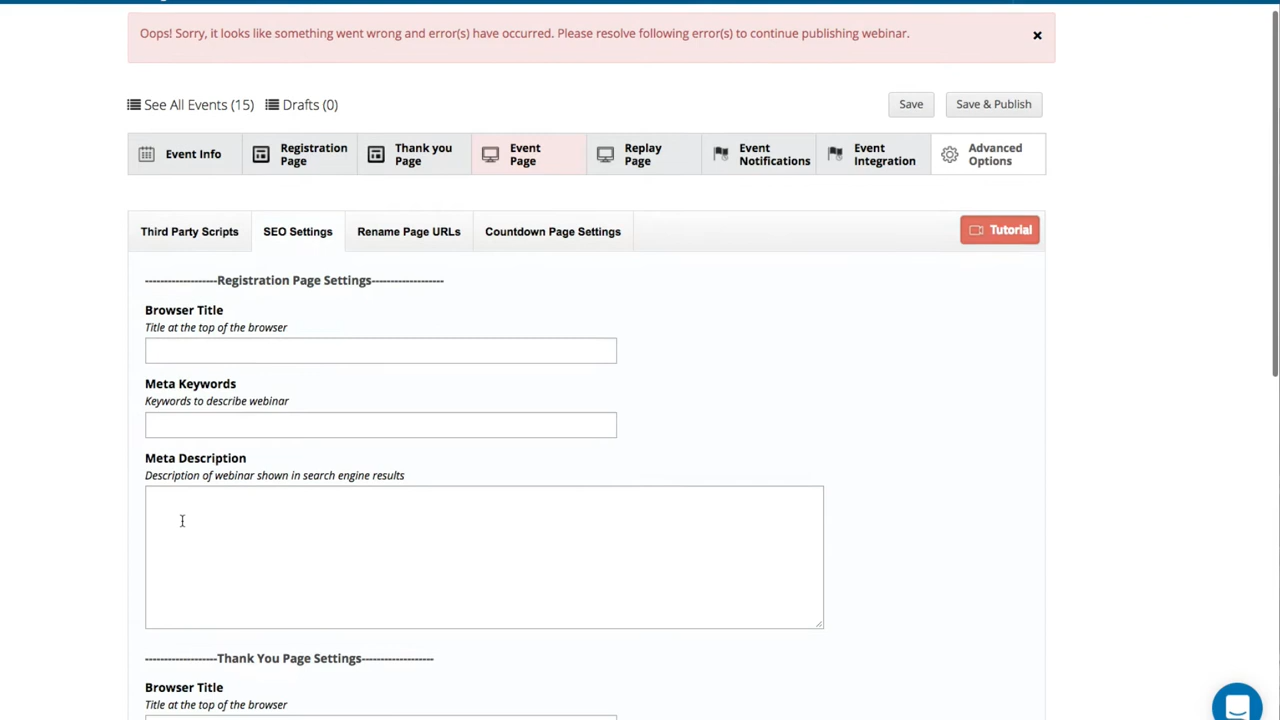 Oops! Sorry, it looks like something went wrong and error(s) have occurred. Please resolve following error(s) to continue publishing webinar.
See All Events (15) Drafts (0)
Save
Save & Publish
Event Info
Registration
Page
Thank you
Page
Event
Page
Replay
Page
Event
Notifications
Event
Integration
Advanced
Options
Third Party Scripts
SEO Settings
Rename Page URLs
Countdown Page Settings
Tutorial
-------------------Registration Page Settings-------------------
Browser Title
Title at the top of the browser
Meta Keywords
Keywords to describe webinar
Meta Description
Description of webinar shown in search engine results
-------------------Thank You Page Settings-------------------
Browser Title
Title at the top of the browser